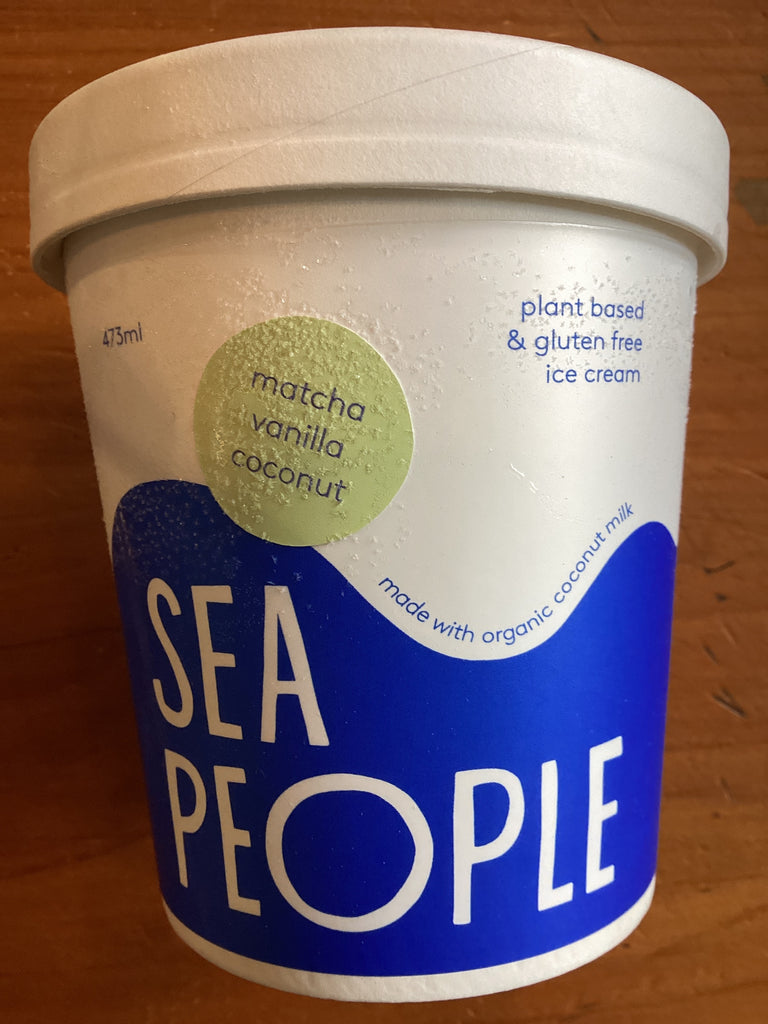 473ml
plant based
& gluten free
ice cream
matcha
vanilla
coconut
made with organic coconut milk
SEA
PEOPLE